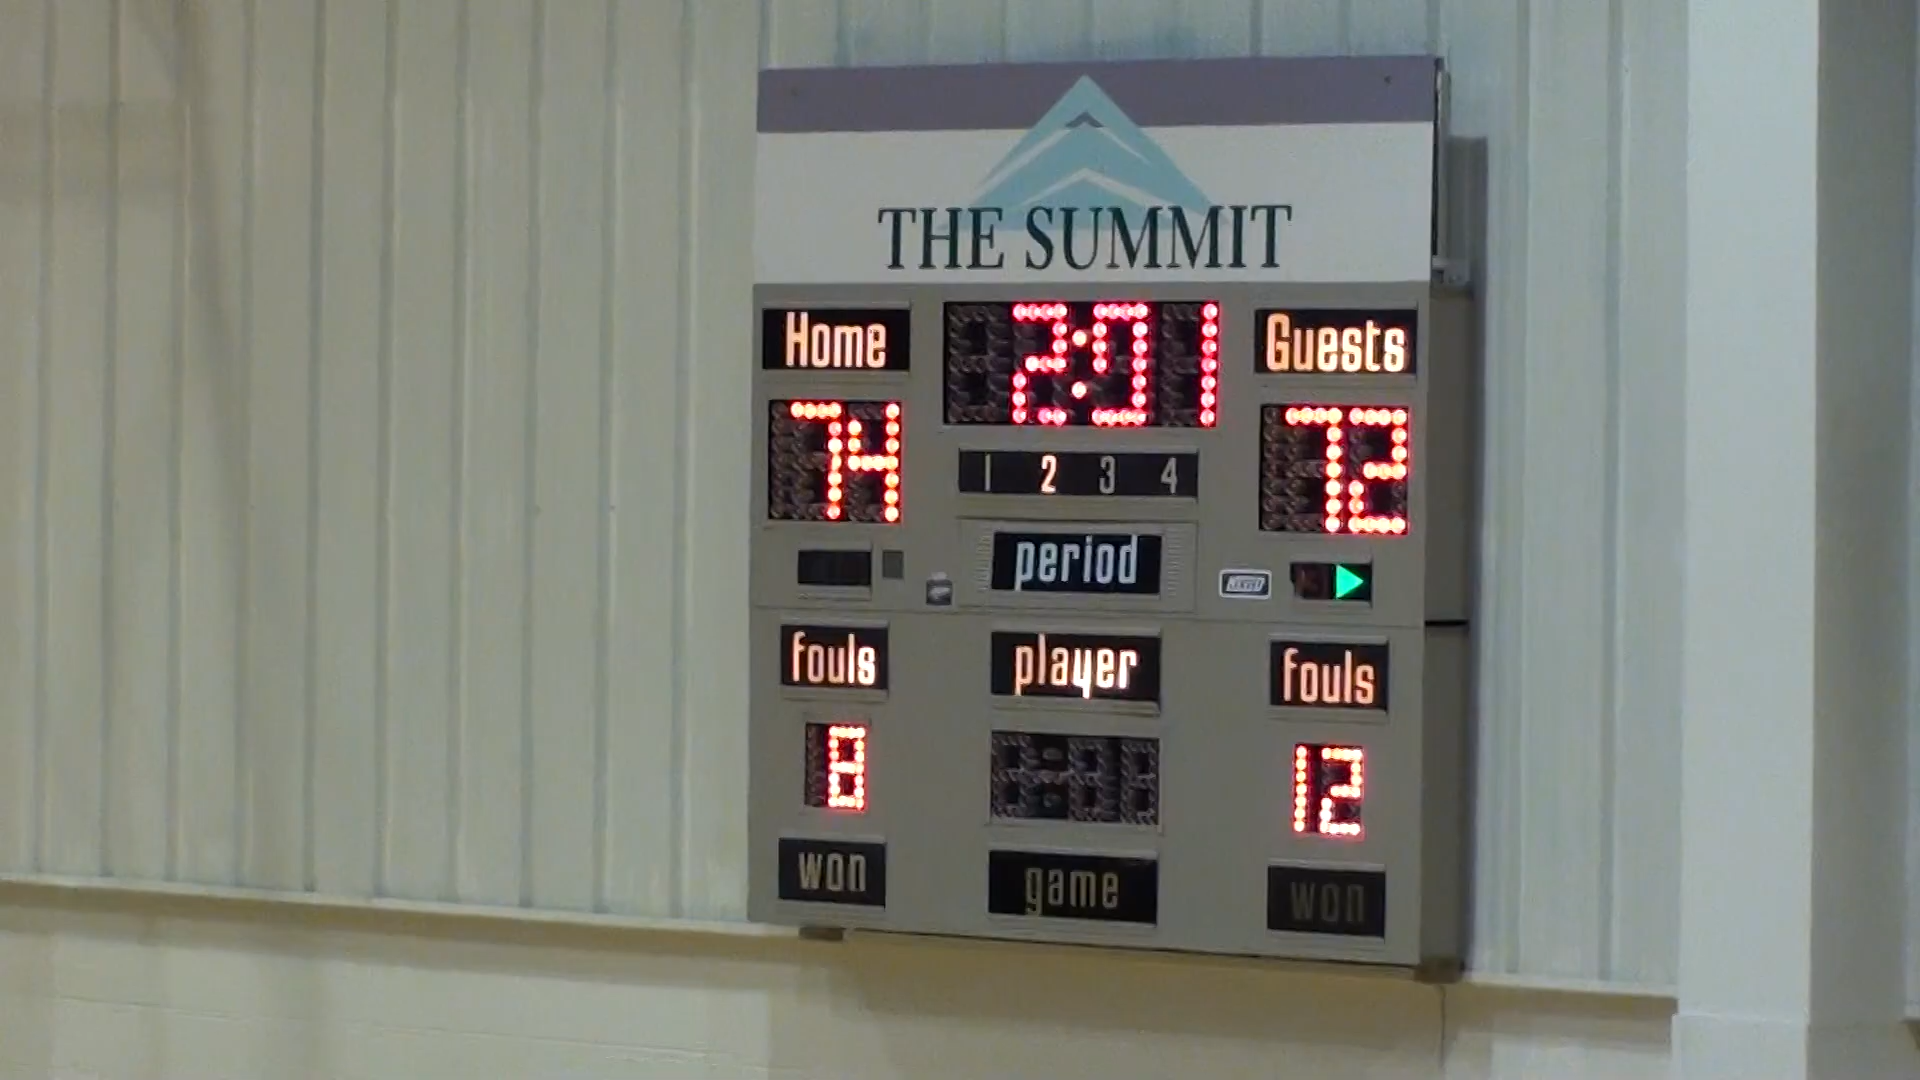 THE SUMMIT
Home 2:01 Guests
74 72
1 2 3 4
period
fouls player fouls
8 12
won game won